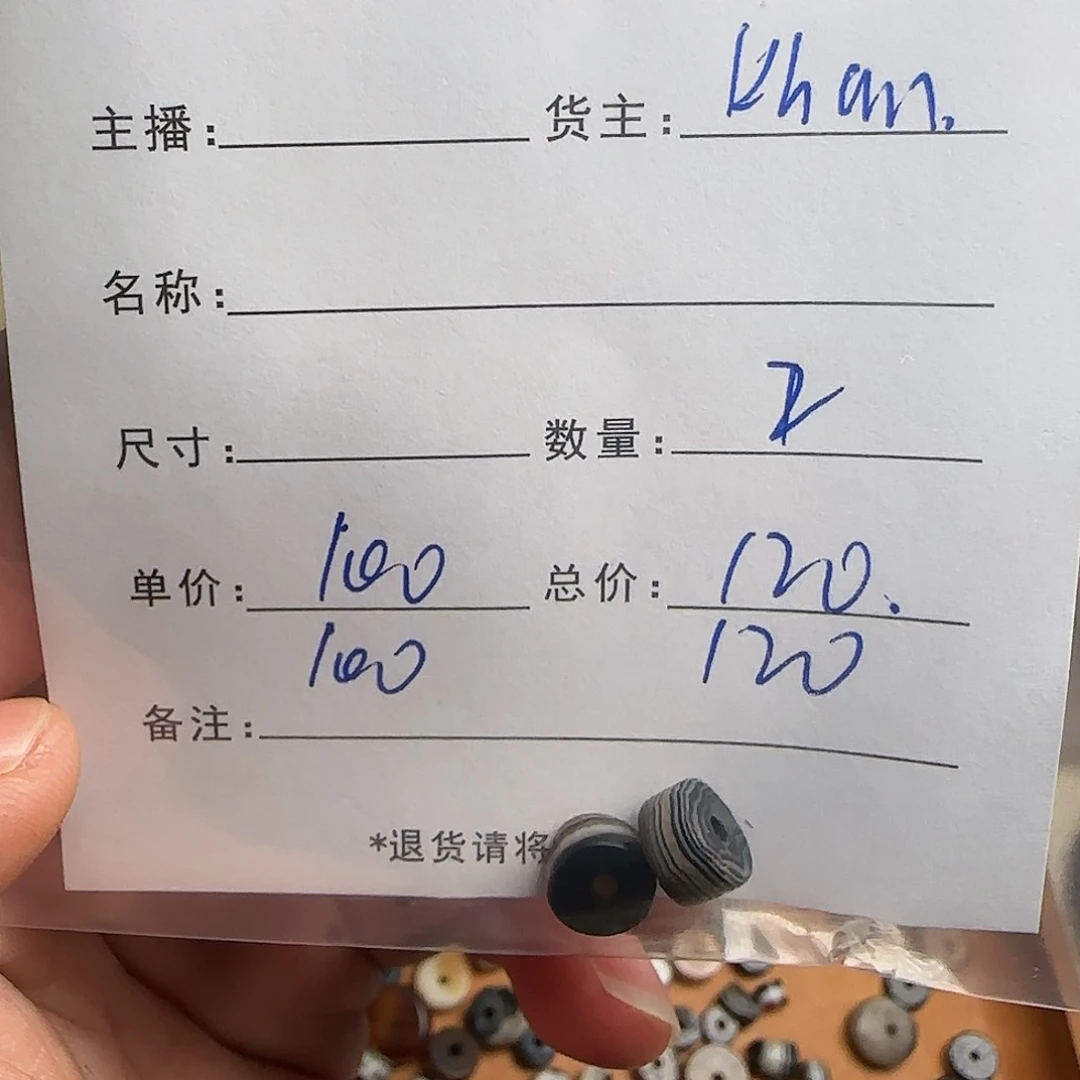 主播： 货主：Khan.
名称：
尺寸： 数量：2
单价：100 总价：120.
100 120
备注：
*退货请将